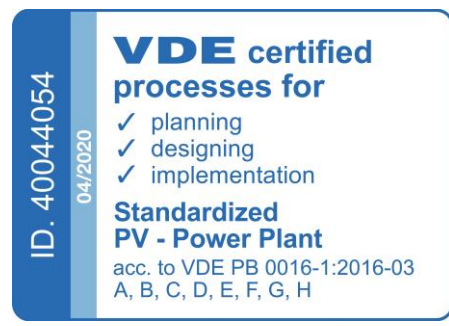 ID. 40044054
04/2020
VDE certified
processes for
✓ planning
✓ designing
✓ implementation
Standardized
PV - Power Plant
acc. to VDE PB 0016-1:2016-03
A, B, C, D, E, F, G, H